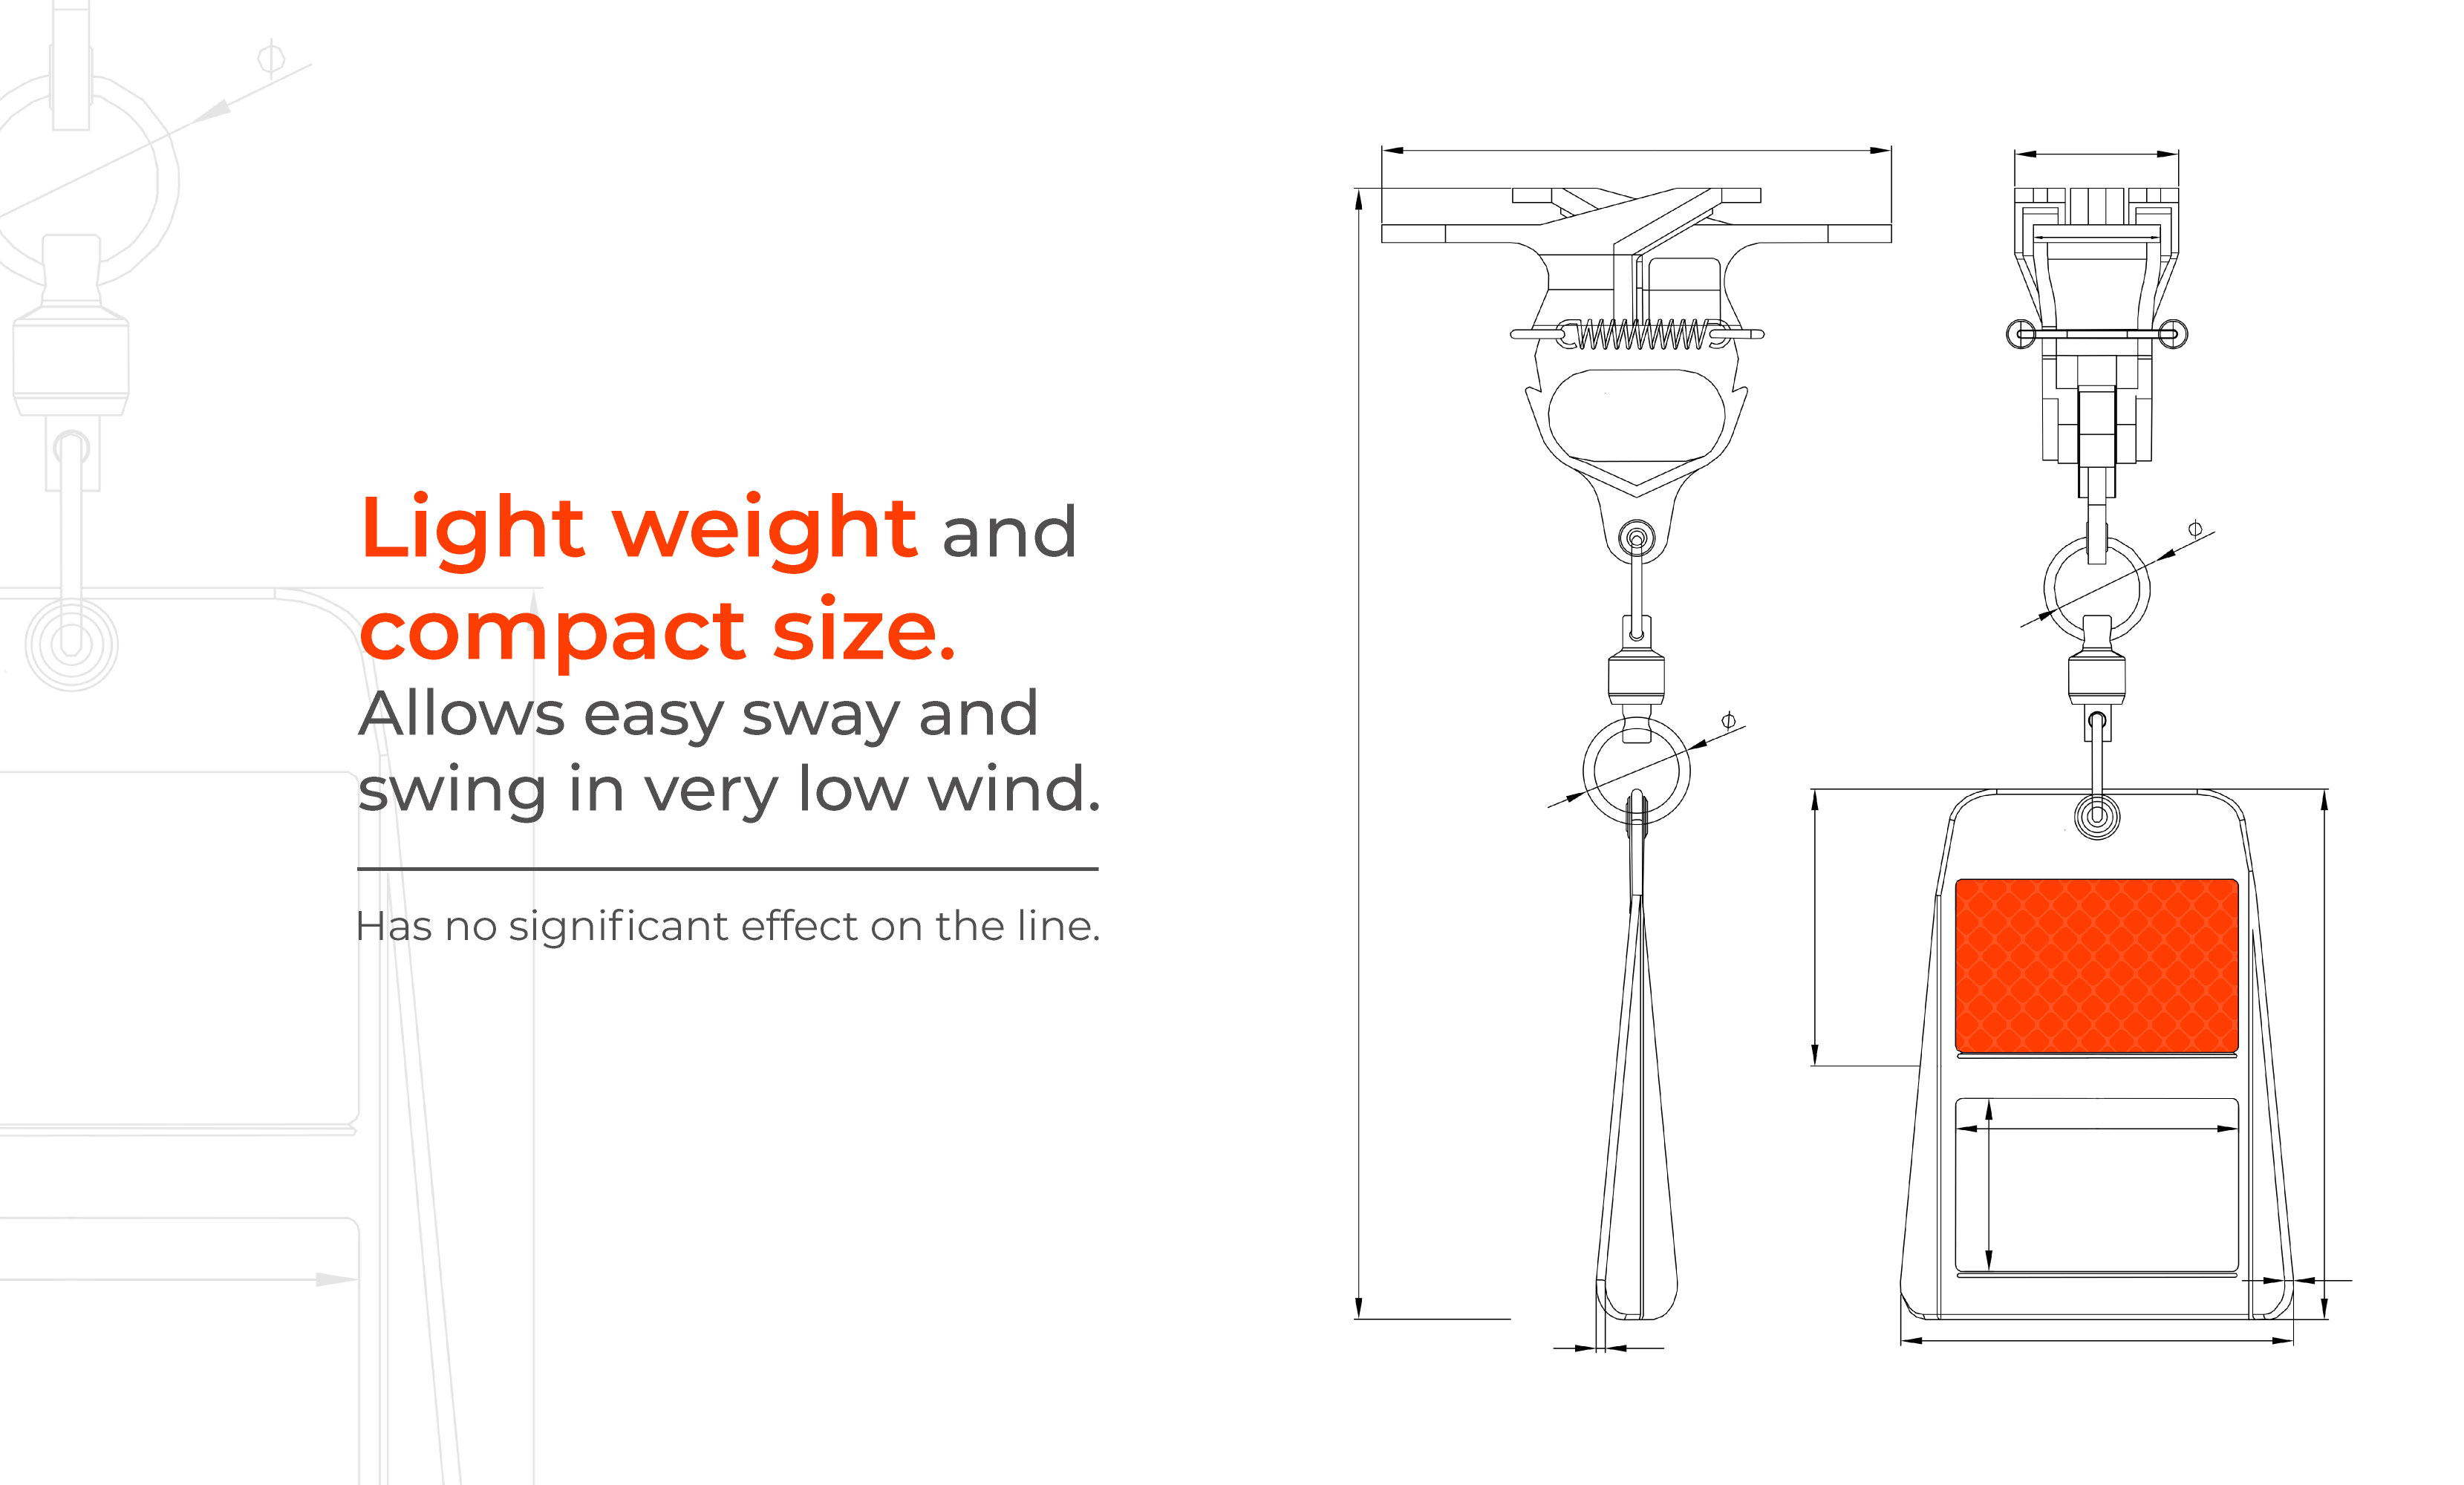 Light weight and
compact size.
Allows easy sway and
swing in very low wind.
Has no significant effect on the line.
⌀
⌀
⌀